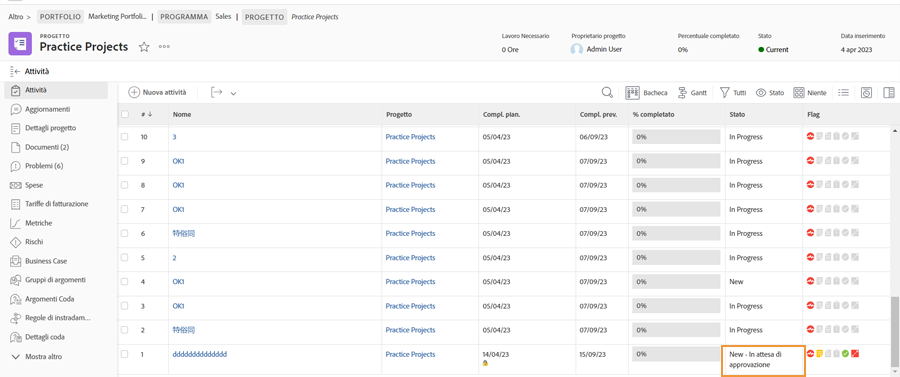 Altro > PORTFOLIO Marketing Portfoli... | PROGRAMMA Sales | PROGETTO Practice Projects
PROGETTO
Practice Projects
Lavoro Necessario
0 Ore
Proprietario progetto
Admin User
Percentuale completato
0%
Stato
Current
Data inserimento
4 apr 2023
Attività
Attività
Aggiornamenti
Dettagli progetto
Documenti (2)
Problemi (6)
Spese
Tariffe di fatturazione
Metriche
Rischi
Business Case
Gruppi di argomenti
Argomenti Coda
Regole di instradam...
Dettagli coda
Mostra altro
Nuova attività
Bacheca Gantt Tutti Stato Niente
# Nome Progetto Compl. pian. Compl. prev. % completato Stato Flag
10 3 Practice Projects 05/04/23 06/09/23 0% In Progress
9 OK1 Practice Projects 05/04/23 07/09/23 0% In Progress
8 OK1 Practice Projects 05/04/23 07/09/23 0% In Progress
7 OK1 Practice Projects 05/04/23 07/09/23 0% In Progress
6 特俗同 Practice Projects 05/04/23 07/09/23 0% In Progress
5 2 Practice Projects 05/04/23 07/09/23 0% In Progress
4 OK1 Practice Projects 05/04/23 07/09/23 0% New
3 OK1 Practice Projects 05/04/23 07/09/23 0% In Progress
2 特俗同 Practice Projects 05/04/23 07/09/23 0% In Progress
1 dddddddddddddd Practice Projects 14/04/23 15/09/23 0% New - In attesa di
approvazione